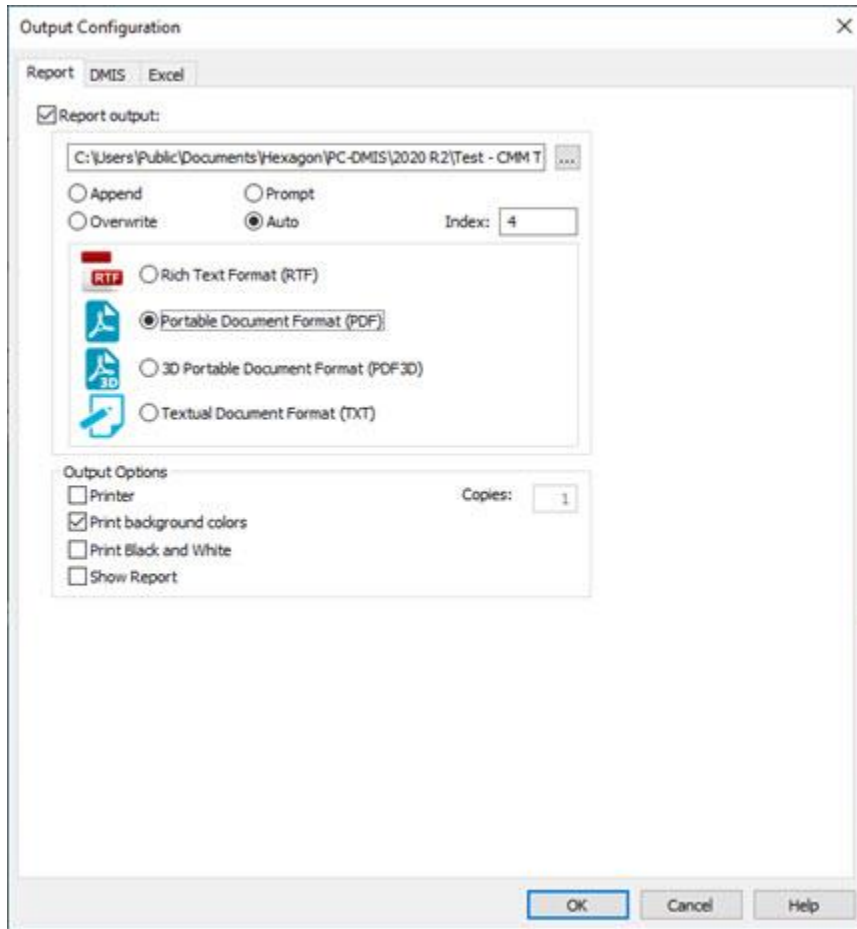 Output Configuration
Report DMIS Excel
Report output:
C:\Users\Public\Documents\Hexagon\PC-DMIS\2020 R2\Test - CMM T ...
Append Prompt
Overwrite Auto Index: 4
RTF Rich Text Format (RTF)
Portable Document Format (PDF)
3D 3D Portable Document Format (PDF3D)
Textual Document Format (TXT)
Output Options
Printer Copies: 1
Print background colors
Print Black and White
Show Report
OK Cancel Help